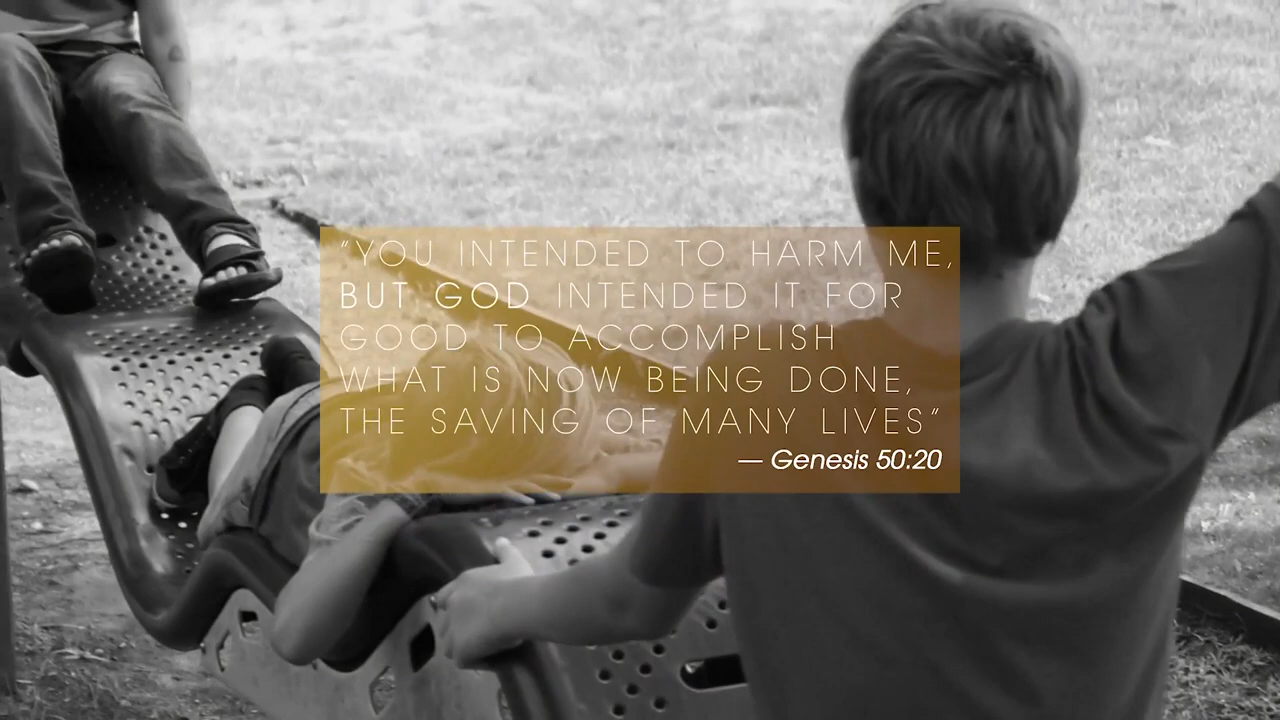 “YOU INTENDED TO HARM ME,
BUT GOD INTENDED IT FOR
GOOD TO ACCOMPLISH
WHAT IS NOW BEING DONE,
THE SAVING OF MANY LIVES”
— Genesis 50:20